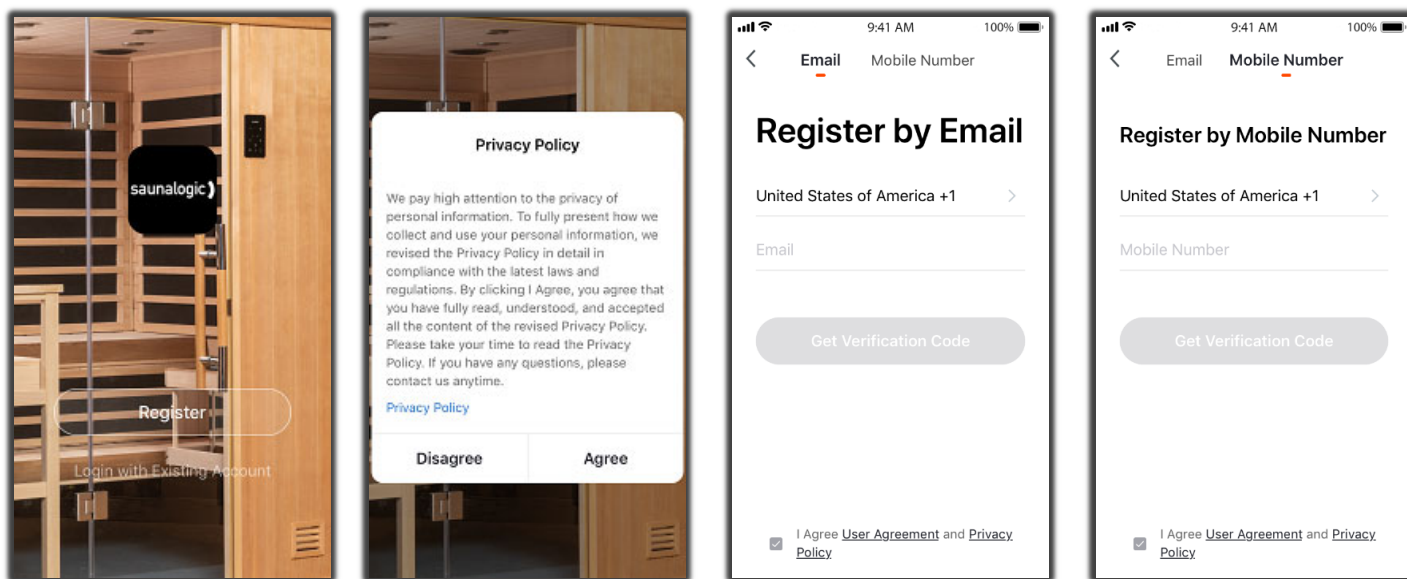 saunalogic
Register
Login with Existing Account
Privacy Policy
We pay high attention to the privacy of
personal information. To fully present how we
collect and use your personal information, we
revised the Privacy Policy in detail in
compliance with the latest laws and
regulations. By clicking I Agree, you agree that
you have fully read, understood, and accepted
all the content of the revised Privacy Policy.
Please take your time to read the Privacy
Policy. If you have any questions, please
contact us anytime.
Privacy Policy
Disagree Agree
9:41 AM 100%
Email Mobile Number
Register by Email
United States of America +1
Email
Get Verification Code
I Agree User Agreement and Privacy
Policy
9:41 AM 100%
Email Mobile Number
Register by Mobile Number
United States of America +1
Mobile Number
Get Verification Code
I Agree User Agreement and Privacy
Policy